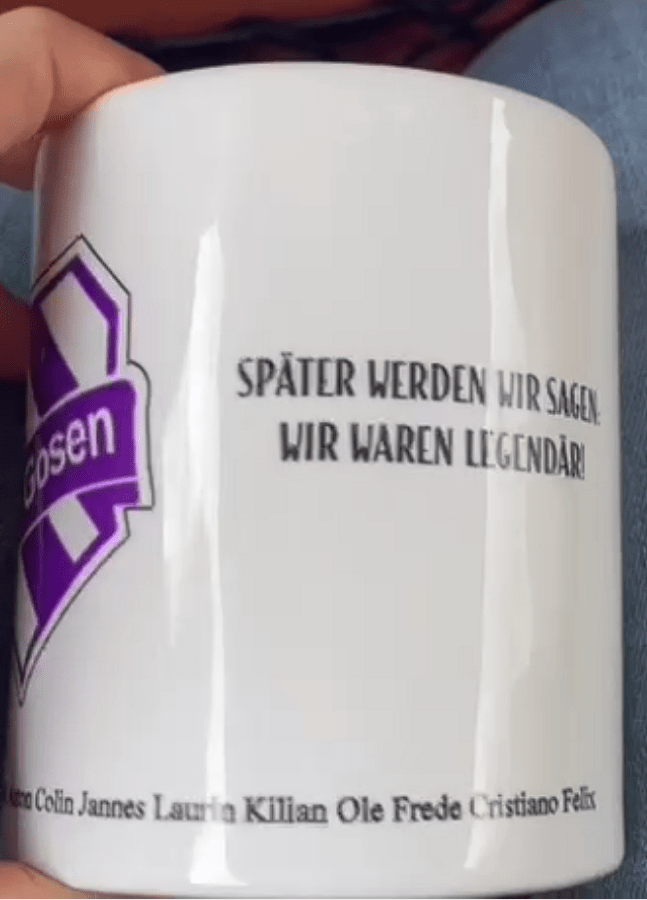 Gosen
SPÄTER WERDEN WIR SAGEN:
WIR WAREN LEGENDÄR!
Colin Jannes Laurin Kilian Ole Frede Cristiano Felix